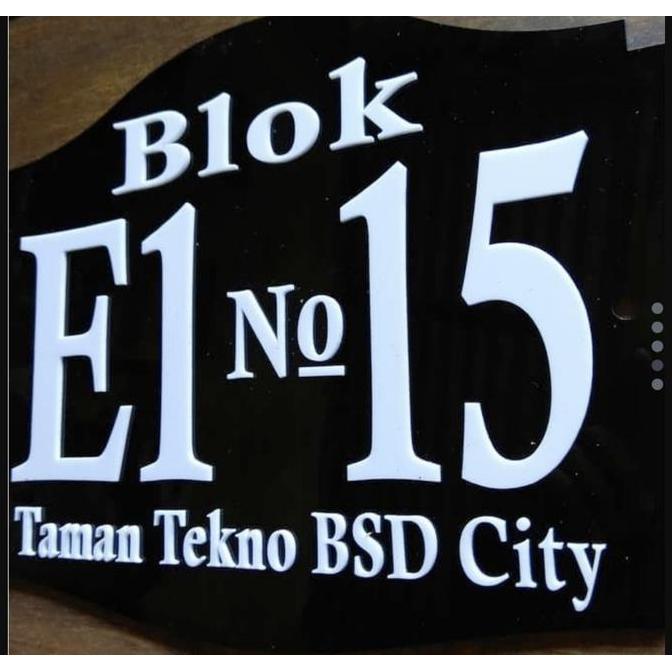 Blok
E1 No 15
Taman Tekno BSD City